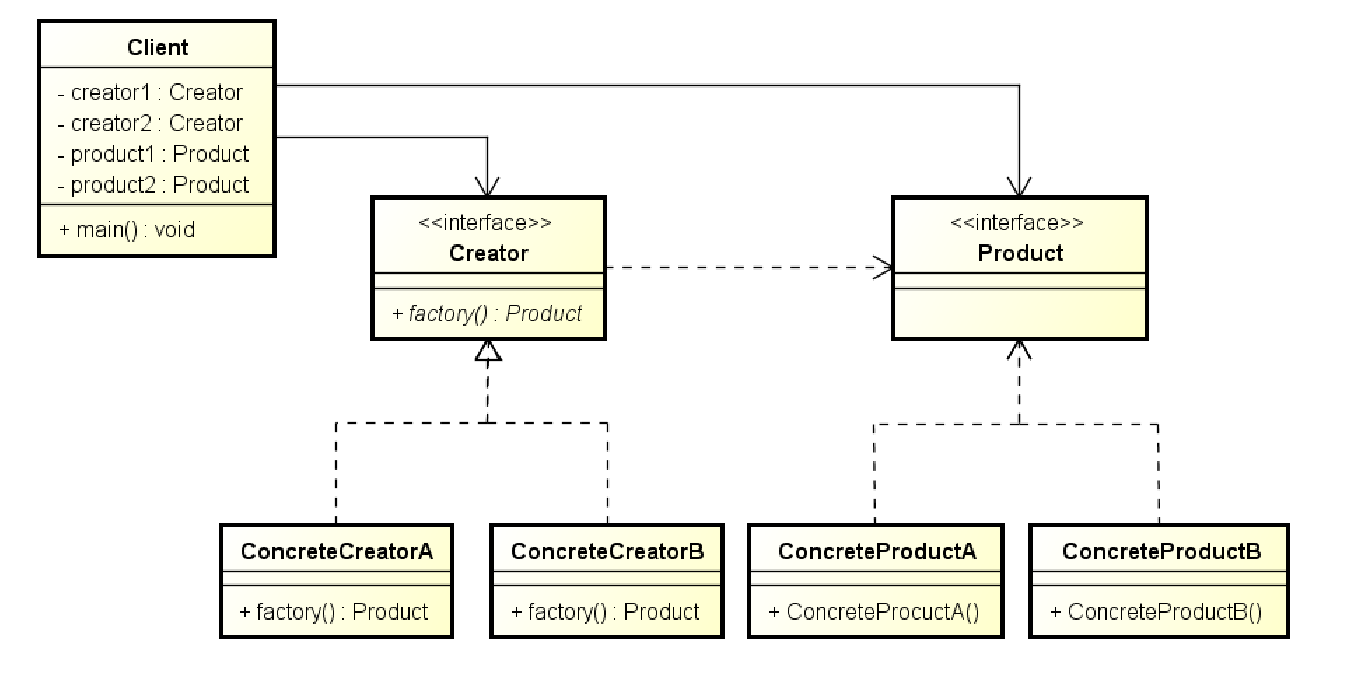 Client
- creator1 : Creator
- creator2 : Creator
- product1 : Product
- product2 : Product
+ main() : void
<<interface>>
Creator
+ factory() : Product
<<interface>>
Product
ConcreteCreatorA
+ factory() : Product
ConcreteCreatorB
+ factory() : Product
ConcreteProductA
+ ConcreteProcuctA()
ConcreteProductB
+ ConcreteProductB()